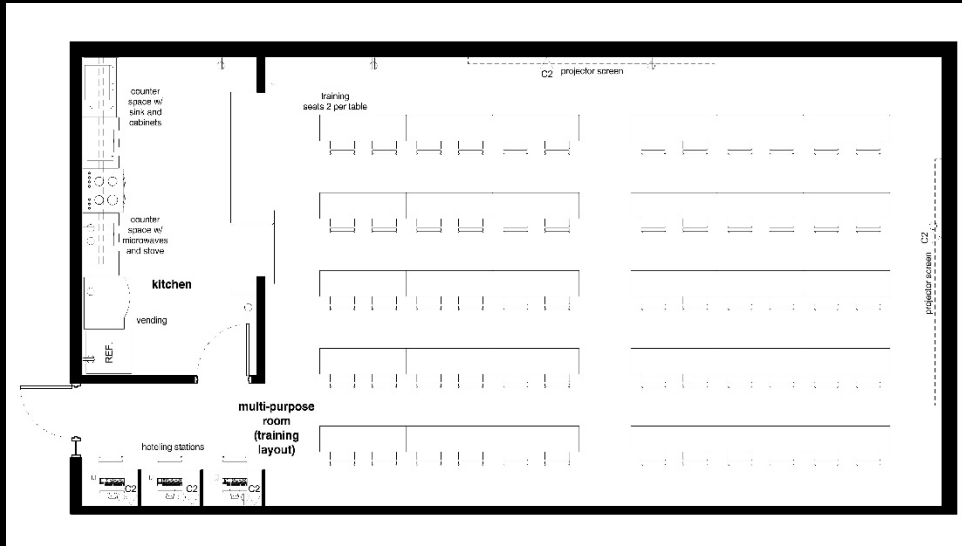 C2 projector screen
counter
space w/
sink and
cabinets
training
seats 2 per table
counter
space w/
microwaves
and stove
C2
projector screen
kitchen
vending
REF.
multi-purpose
room
(training
layout)
hoteling stations
C2
C2
C2